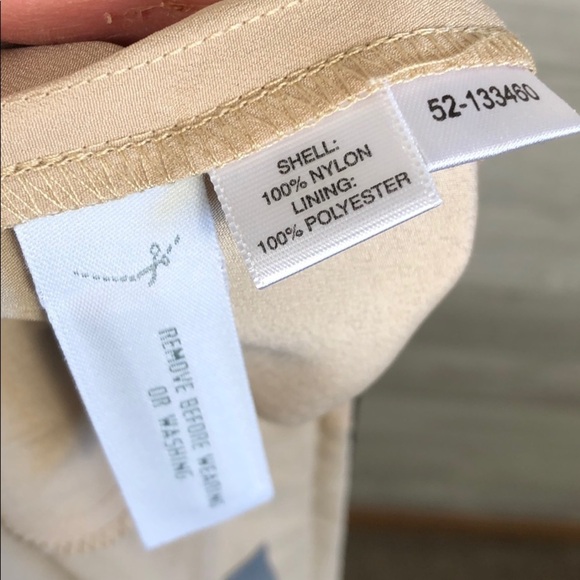 52-133460
SHELL:
100% NYLON
LINING:
100% POLYESTER
REMOVE BEFORE WEARING
OR WASHING